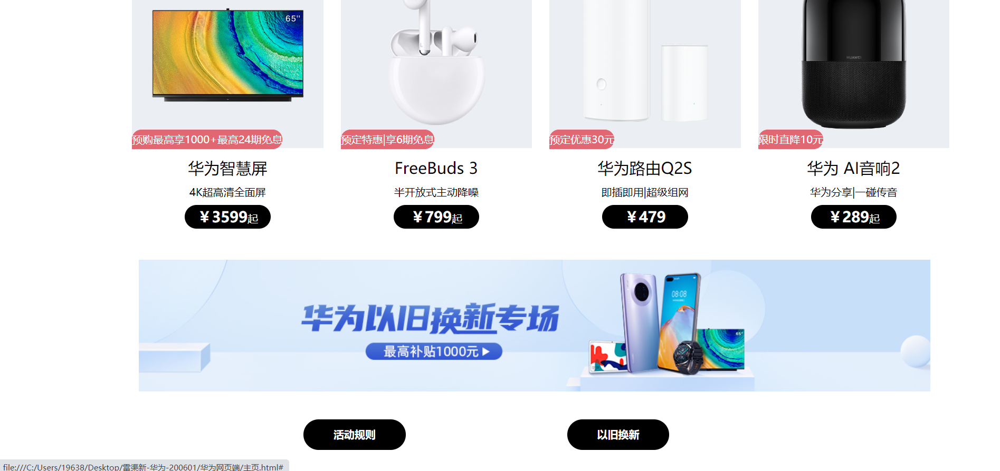 65"
HUAWEI
预购最高享1000+最高24期免息
预定特惠|享6期免息
预定优惠30元
限时直降10元
华为智慧屏
FreeBuds 3
华为路由Q2S
华为 AI音响2
4K超高清全面屏
半开放式主动降噪
即插即用|超级组网
华为分享|一碰传音
￥3599起
￥799起
￥479
￥289起
华为以旧换新专场
最高补贴1000元
08:08
65"
活动规则
以旧换新
file:///C:/Users/19638/Desktop/雷渠新-华为-200601/华为网页端/主页.html#